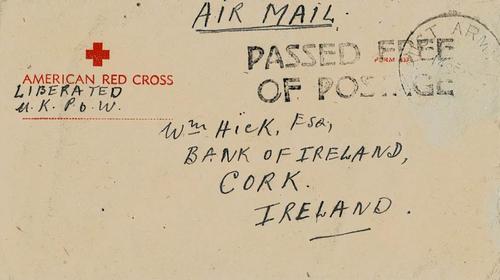 AIR MAIL.
PASSED FREE
OF POSTAGE
AMERICAN RED CROSS
LIBERATED
U.K. P.O.W.
Wm Hick, Esq,
BANK OF IRELAND,
CORK.
IRELAND.